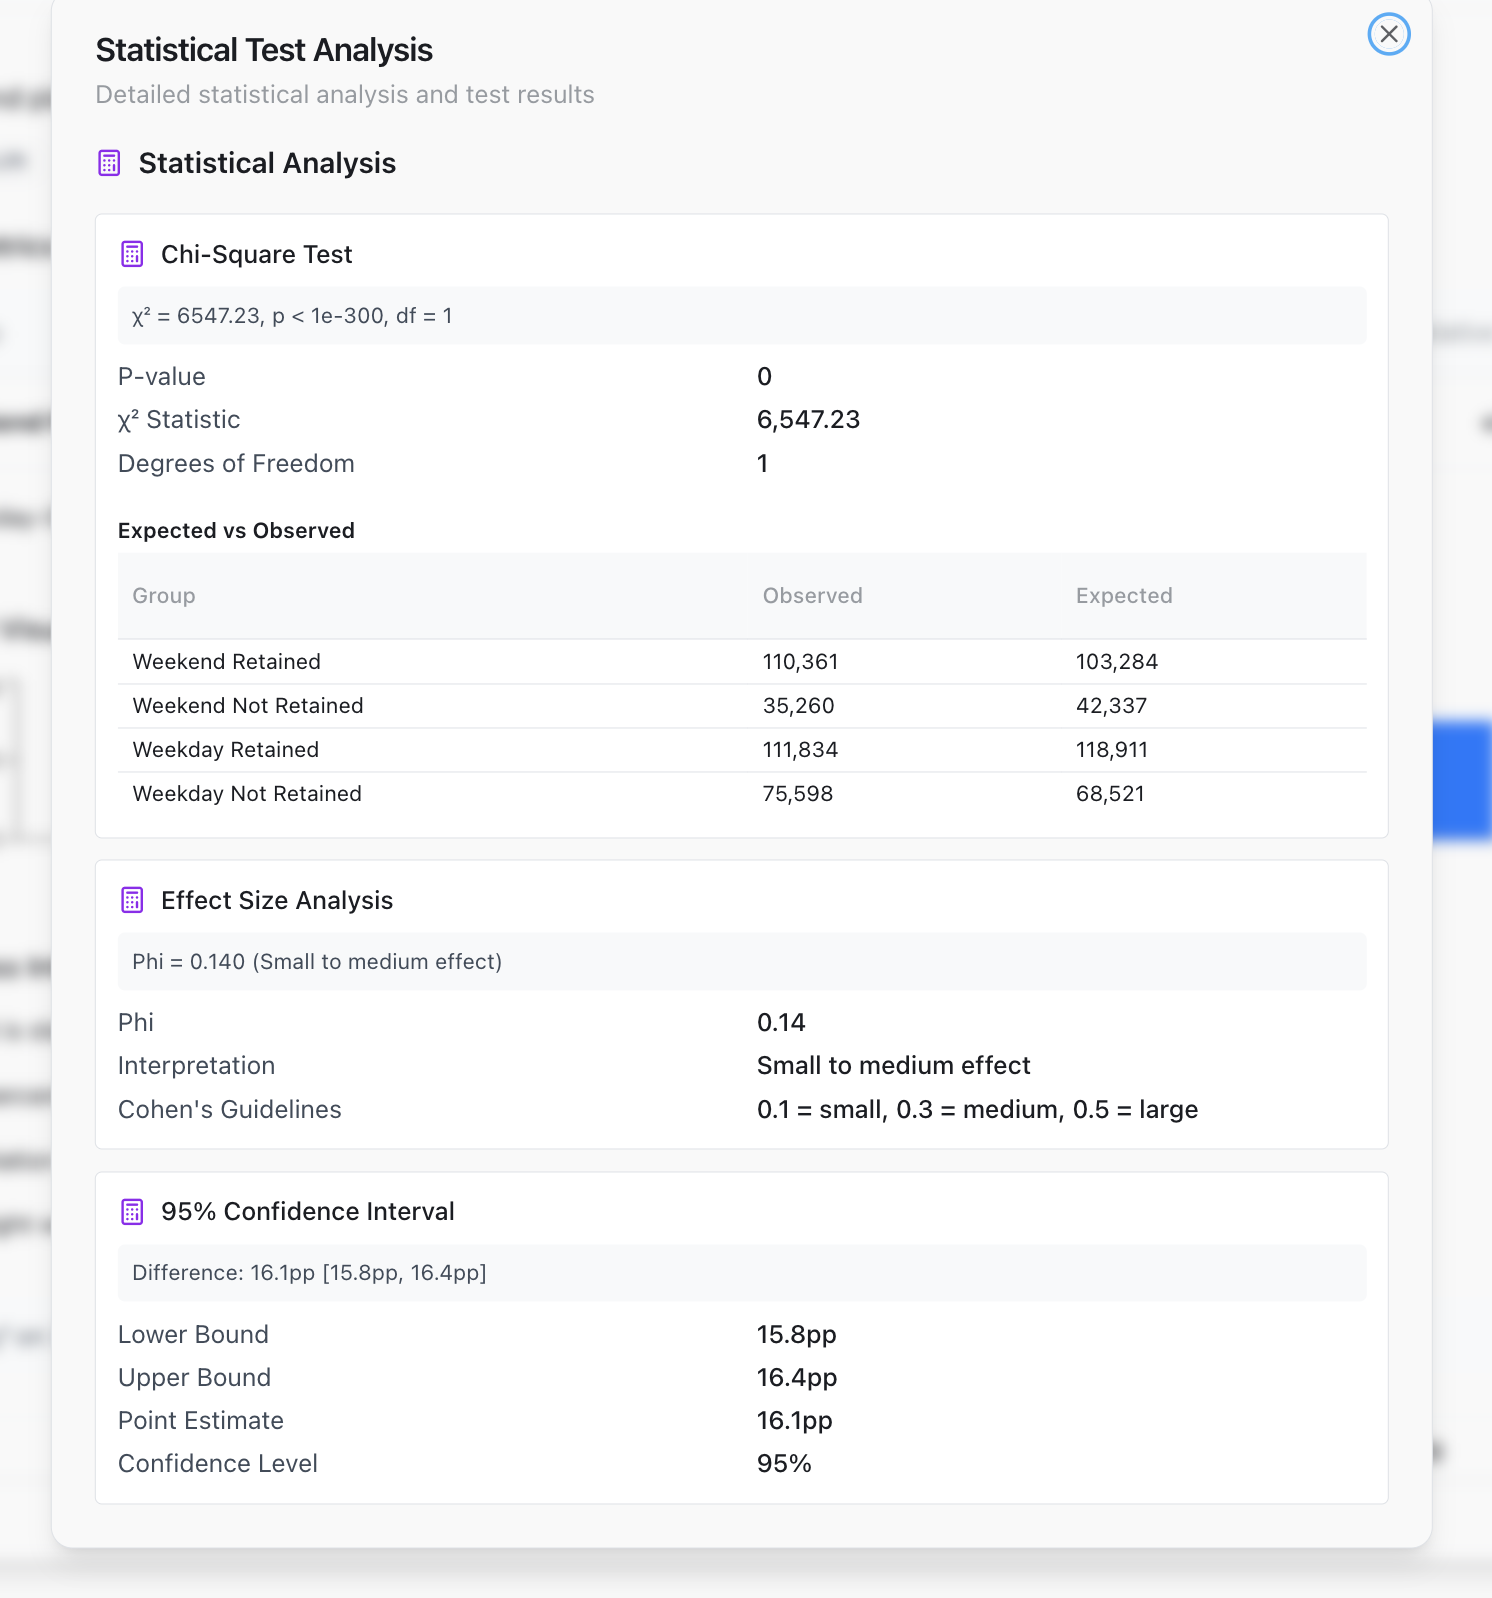 Statistical Test Analysis
Detailed statistical analysis and test results
Statistical Analysis
Chi-Square Test
χ² = 6547.23, p < 1e-300, df = 1
P-value 0
χ² Statistic 6,547.23
Degrees of Freedom 1
Expected vs Observed
Group Observed Expected
Weekend Retained 110,361 103,284
Weekend Not Retained 35,260 42,337
Weekday Retained 111,834 118,911
Weekday Not Retained 75,598 68,521
Effect Size Analysis
Phi = 0.140 (Small to medium effect)
Phi 0.14
Interpretation Small to medium effect
Cohen's Guidelines 0.1 = small, 0.3 = medium, 0.5 = large
95% Confidence Interval
Difference: 16.1pp [15.8pp, 16.4pp]
Lower Bound 15.8pp
Upper Bound 16.4pp
Point Estimate 16.1pp
Confidence Level 95%